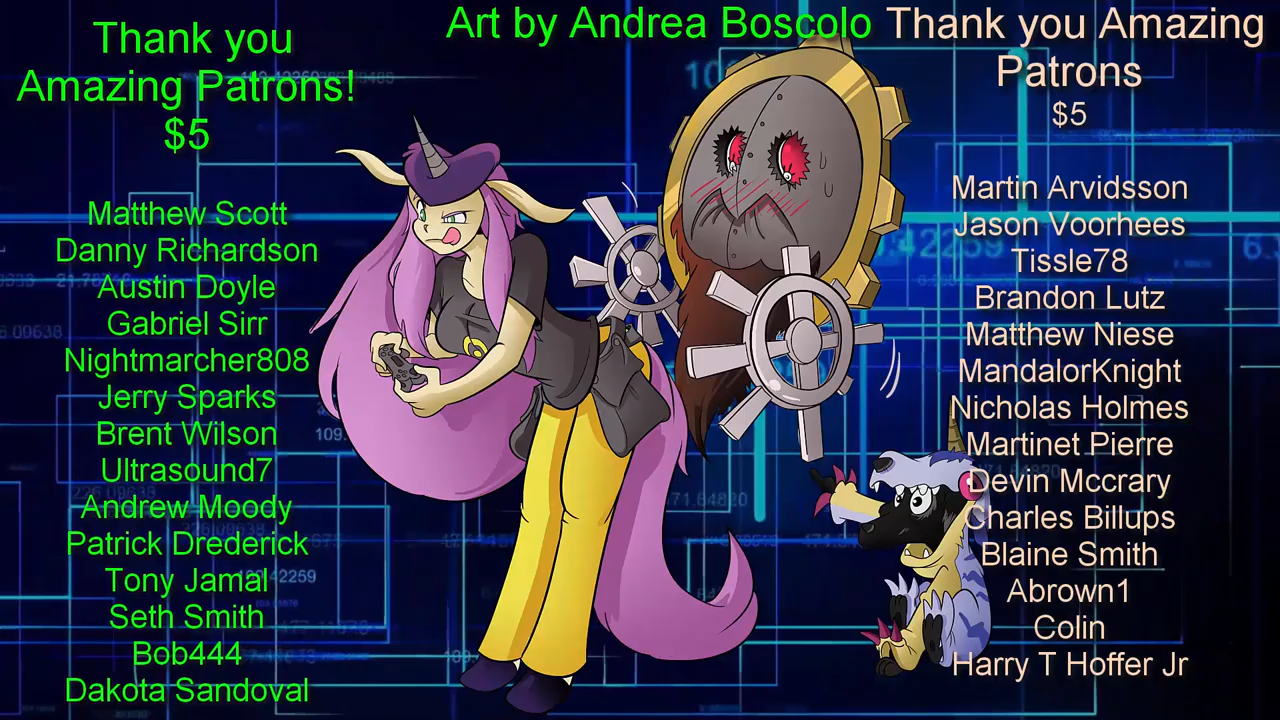 Thank you
Amazing Patrons!
$5
Matthew Scott
Danny Richardson
Austin Doyle
Gabriel Sirr
Nightmarcher808
Jerry Sparks
Brent Wilson
Ultrasound7
Andrew Moody
Patrick Drederick
Tony Jamal
Seth Smith
Bob444
Dakota Sandoval
Art by Andrea Boscolo
Thank you Amazing
Patrons
$5
Martin Arvidsson
Jason Voorhees
Tissle78
Brandon Lutz
Matthew Niese
MandalorKnight
Nicholas Holmes
Martinet Pierre
Devin Mccrary
Charles Billups
Blaine Smith
Abrown1
Colin
Harry T Hoffer Jr